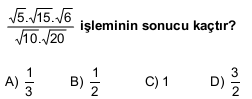 √5.√15.√6 / √10.√20 işleminin sonucu kaçtır?
A) 1/3 B) 1/2 C) 1 D) 3/2